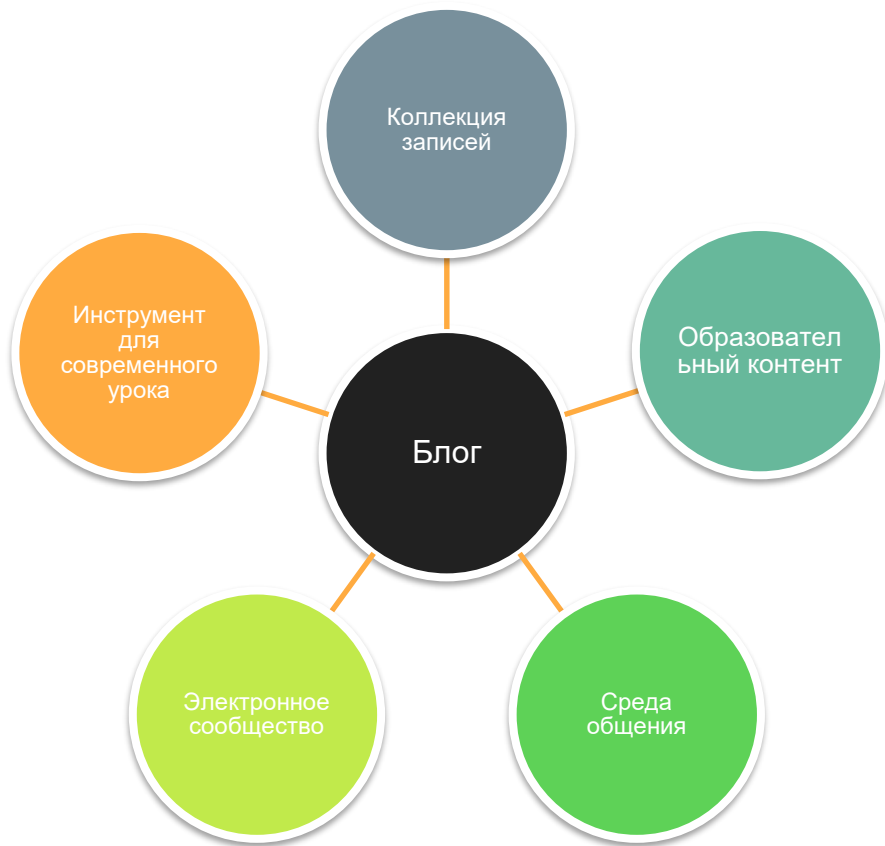 Коллекция
записей
Инструмент
для
современного
урока
Образовател
ьный контент
Блог
Электронное
сообщество
Среда
общения